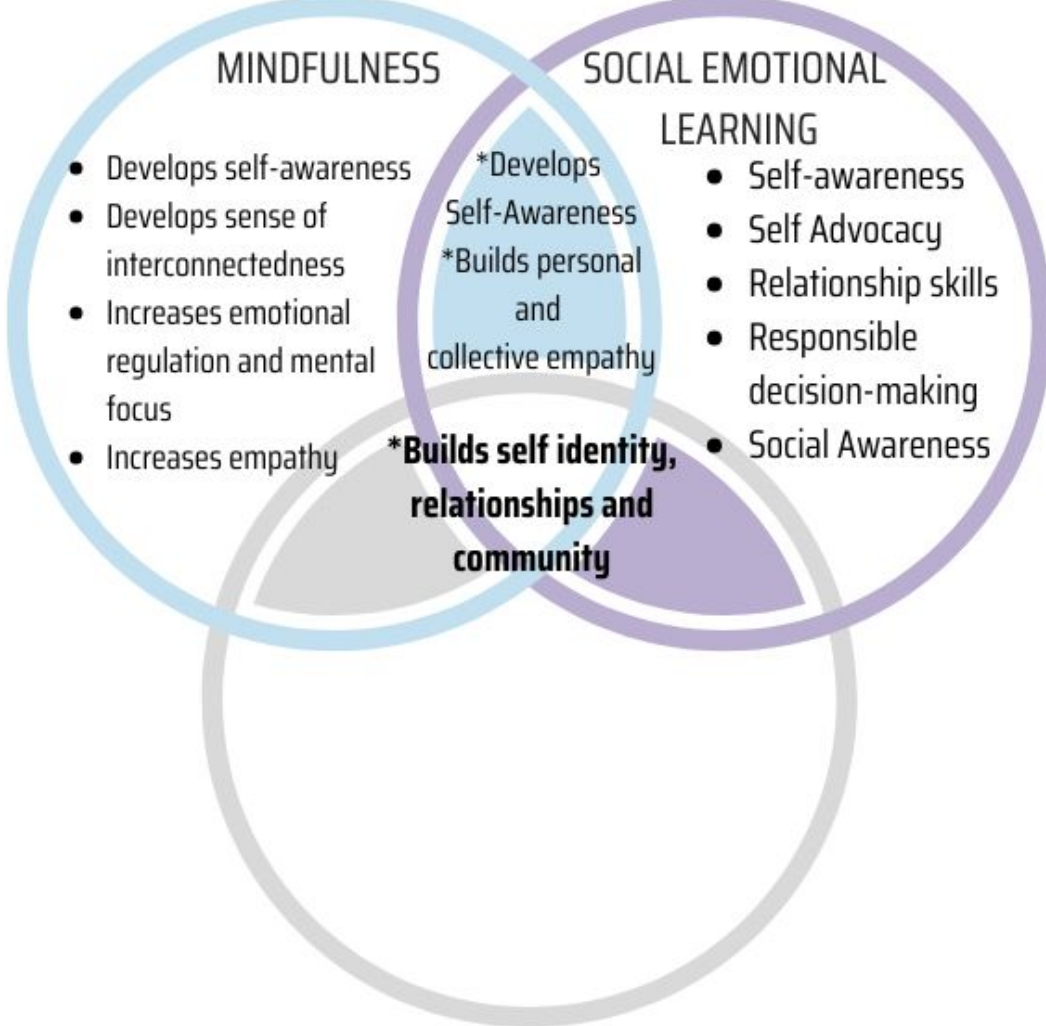 MINDFULNESS
• Develops self-awareness
• Develops sense of
interconnectedness
• Increases emotional
regulation and mental
focus
• Increases empathy
*Develops
Self-Awareness
*Builds personal
and
collective empathy
SOCIAL EMOTIONAL
LEARNING
• Self-awareness
• Self Advocacy
• Relationship skills
• Responsible
decision-making
• Social Awareness
*Builds self identity,
relationships and
community